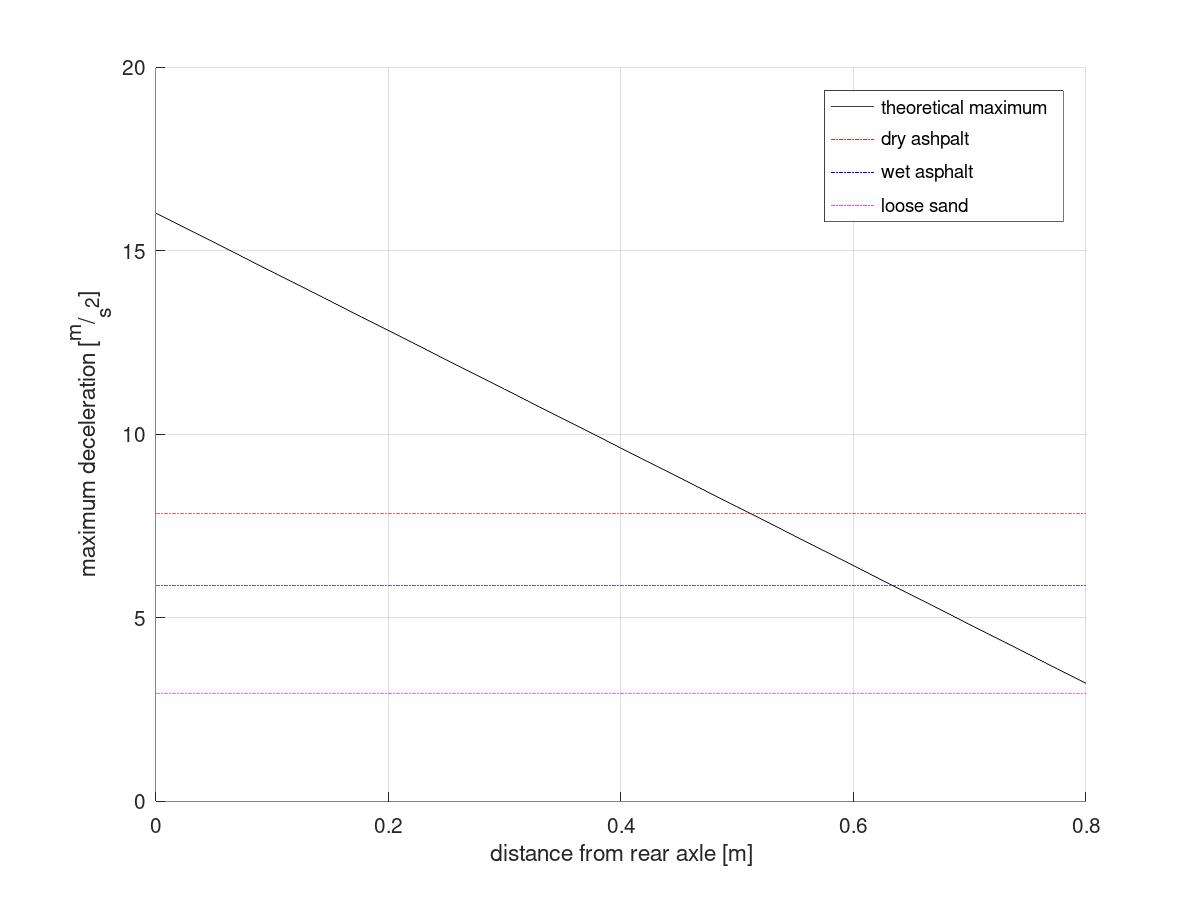 20
15
10
5
0
0
0.2
0.4
0.6
0.8
maximum deceleration [m/s2]
distance from rear axle [m]
theoretical maximum
dry ashpalt
wet asphalt
loose sand